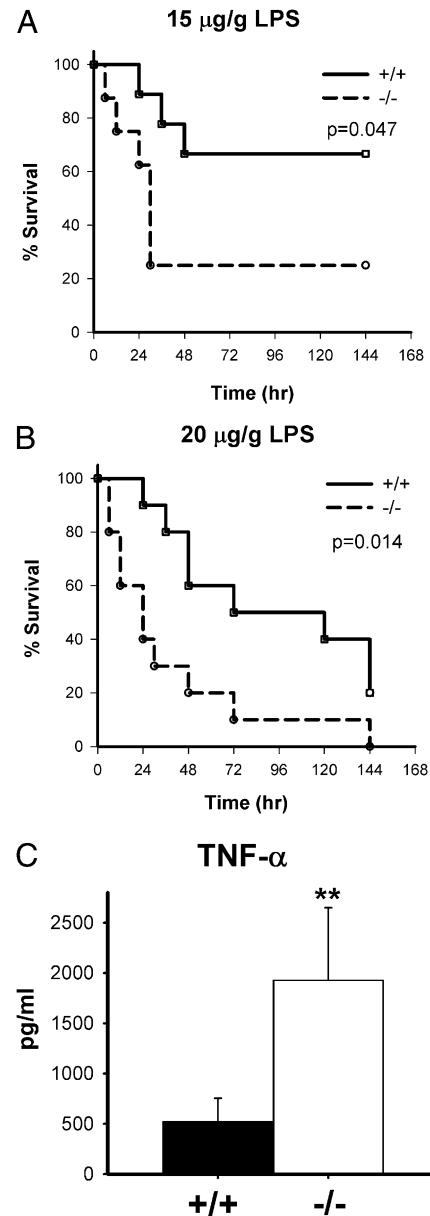 A
15 μg/g LPS
+/+
-/-
p=0.047
100
80
60
40
20
0
% Survival
0 24 48 72 96 120 144 168
Time (hr)
B
20 μg/g LPS
+/+
-/-
p=0.014
100
80
60
40
20
0
% Survival
0 24 48 72 96 120 144 168
Time (hr)
C
TNF-α
**
2500
2000
1500
1000
500
0
pg/ml
+/+ -/-